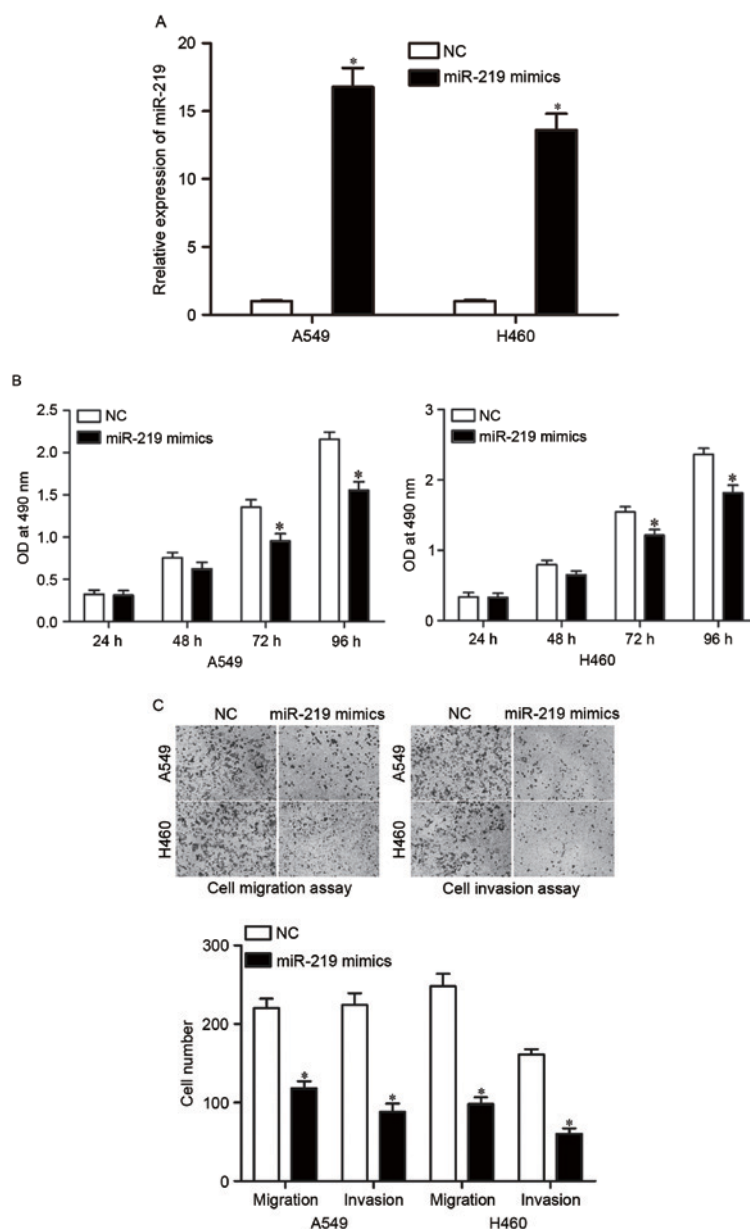 A
Rrelative expression of miR-219
20
15
10
5
0
NC
miR-219 mimics
*
*
A549
H460
B
OD at 490 nm
2.5
2.0
1.5
1.0
0.5
0.0
NC
miR-219 mimics
*
*
24 h
48 h
72 h
96 h
A549
OD at 490 nm
3
2
1
0
NC
miR-219 mimics
*
*
24 h
48 h
72 h
96 h
H460
C
NC
miR-219 mimics
A549
H460
Cell migration assay
NC
miR-219 mimics
A549
H460
Cell invasion assay
Cell number
300
200
100
0
NC
miR-219 mimics
*
*
*
*
Migration
Invasion
Migration
Invasion
A549
H460